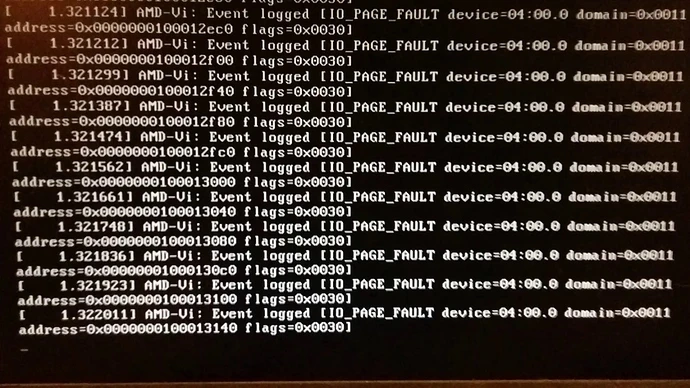 [    1.321124] AMD-Vi: Event logged [IO_PAGE_FAULT device=04:00.0 domain=0x0011
address=0x0000000100012ec0 flags=0x0030]
[    1.321212] AMD-Vi: Event logged [IO_PAGE_FAULT device=04:00.0 domain=0x0011
address=0x0000000100012f00 flags=0x0030]
[    1.321299] AMD-Vi: Event logged [IO_PAGE_FAULT device=04:00.0 domain=0x0011
address=0x0000000100012f40 flags=0x0030]
[    1.321387] AMD-Vi: Event logged [IO_PAGE_FAULT device=04:00.0 domain=0x0011
address=0x0000000100012f80 flags=0x0030]
[    1.321474] AMD-Vi: Event logged [IO_PAGE_FAULT device=04:00.0 domain=0x0011
address=0x0000000100012fc0 flags=0x0030]
[    1.321562] AMD-Vi: Event logged [IO_PAGE_FAULT device=04:00.0 domain=0x0011
address=0x0000000100013000 flags=0x0030]
[    1.321661] AMD-Vi: Event logged [IO_PAGE_FAULT device=04:00.0 domain=0x0011
address=0x0000000100013040 flags=0x0030]
[    1.321748] AMD-Vi: Event logged [IO_PAGE_FAULT device=04:00.0 domain=0x0011
address=0x0000000100013080 flags=0x0030]
[    1.321836] AMD-Vi: Event logged [IO_PAGE_FAULT device=04:00.0 domain=0x0011
address=0x00000001000130c0 flags=0x0030]
[    1.321923] AMD-Vi: Event logged [IO_PAGE_FAULT device=04:00.0 domain=0x0011
address=0x0000000100013100 flags=0x0030]
[    1.322011] AMD-Vi: Event logged [IO_PAGE_FAULT device=04:00.0 domain=0x0011
address=0x0000000100013140 flags=0x0030]
_